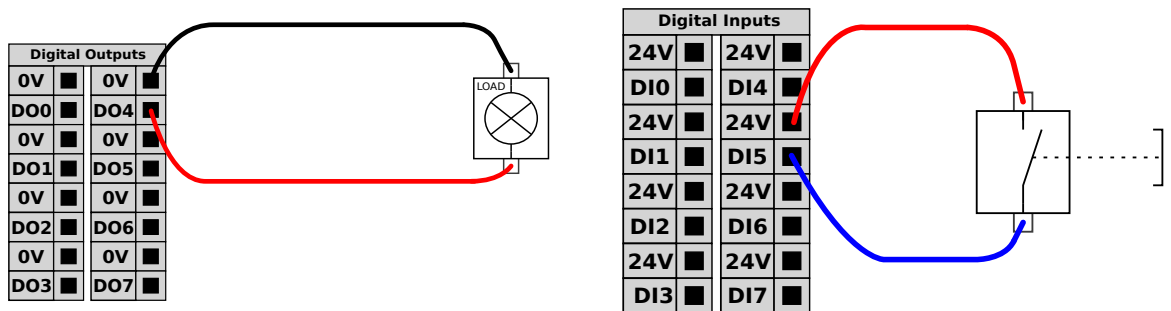 Digital Outputs
0V 0V
DO0 DO4
0V 0V
DO1 DO5
0V 0V
DO2 DO6
0V 0V
DO3 DO7
LOAD
Digital Inputs
24V 24V
DI0 DI4
24V 24V
DI1 DI5
24V 24V
DI2 DI6
24V 24V
DI3 DI7